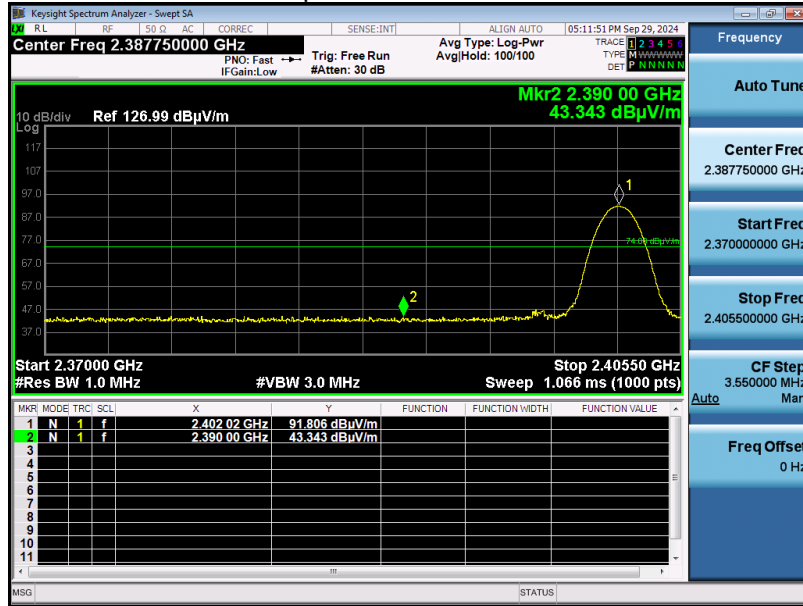 Keysight Spectrum Analyzer - Swept SA
LXI RL RF 50 Ω AC CORREC SENSE:INT ALIGN AUTO 05:11:51 PM Sep 29, 2024
Center Freq 2.387750000 GHz
PNO: Fast
IFGain:Low
Trig: Free Run
#Atten: 30 dB
Avg Type: Log-Pwr
Avg|Hold: 100/100
TRACE 1 2 3 4 5 6
TYPE M
DET P N N N N N
Mkr2 2.390 00 GHz
43.343 dBµV/m
10 dB/div Ref 126.99 dBµV/m
Log
117
107
97.0
87.0
77.0
67.0
57.0
47.0
37.0
1
2
Start 2.37000 GHz Stop 2.40550 GHz
#Res BW 1.0 MHz #VBW 3.0 MHz Sweep 1.066 ms (1000 pts)
MKR MODE TRC SCL X Y FUNCTION FUNCTION WIDTH FUNCTION VALUE
1 N 1 f 2.402 02 GHz 91.806 dBµV/m
2 N 1 f 2.390 00 GHz 43.343 dBµV/m
3
4
5
6
7
8
9
10
11
MSG STATUS
Frequency
Auto Tune
Center Freq
2.387750000 GHz
Start Freq
2.370000000 GHz
Stop Freq
2.405500000 GHz
CF Step
3.550000 MHz
Auto Man
Freq Offset
0 Hz